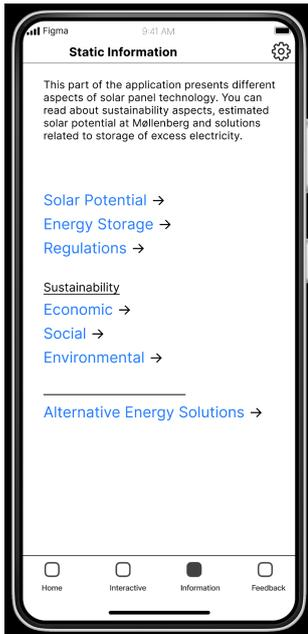 Figma 9:41 AM
Static Information
This part of the application presents different
aspects of solar panel technology. You can
read about sustainability aspects, estimated
solar potential at Møllenberg and solutions
related to storage of excess electricity.
Solar Potential →
Energy Storage →
Regulations →
Sustainability
Economic →
Social →
Environmental →
Alternative Energy Solutions →
Home Interactive Information Feedback